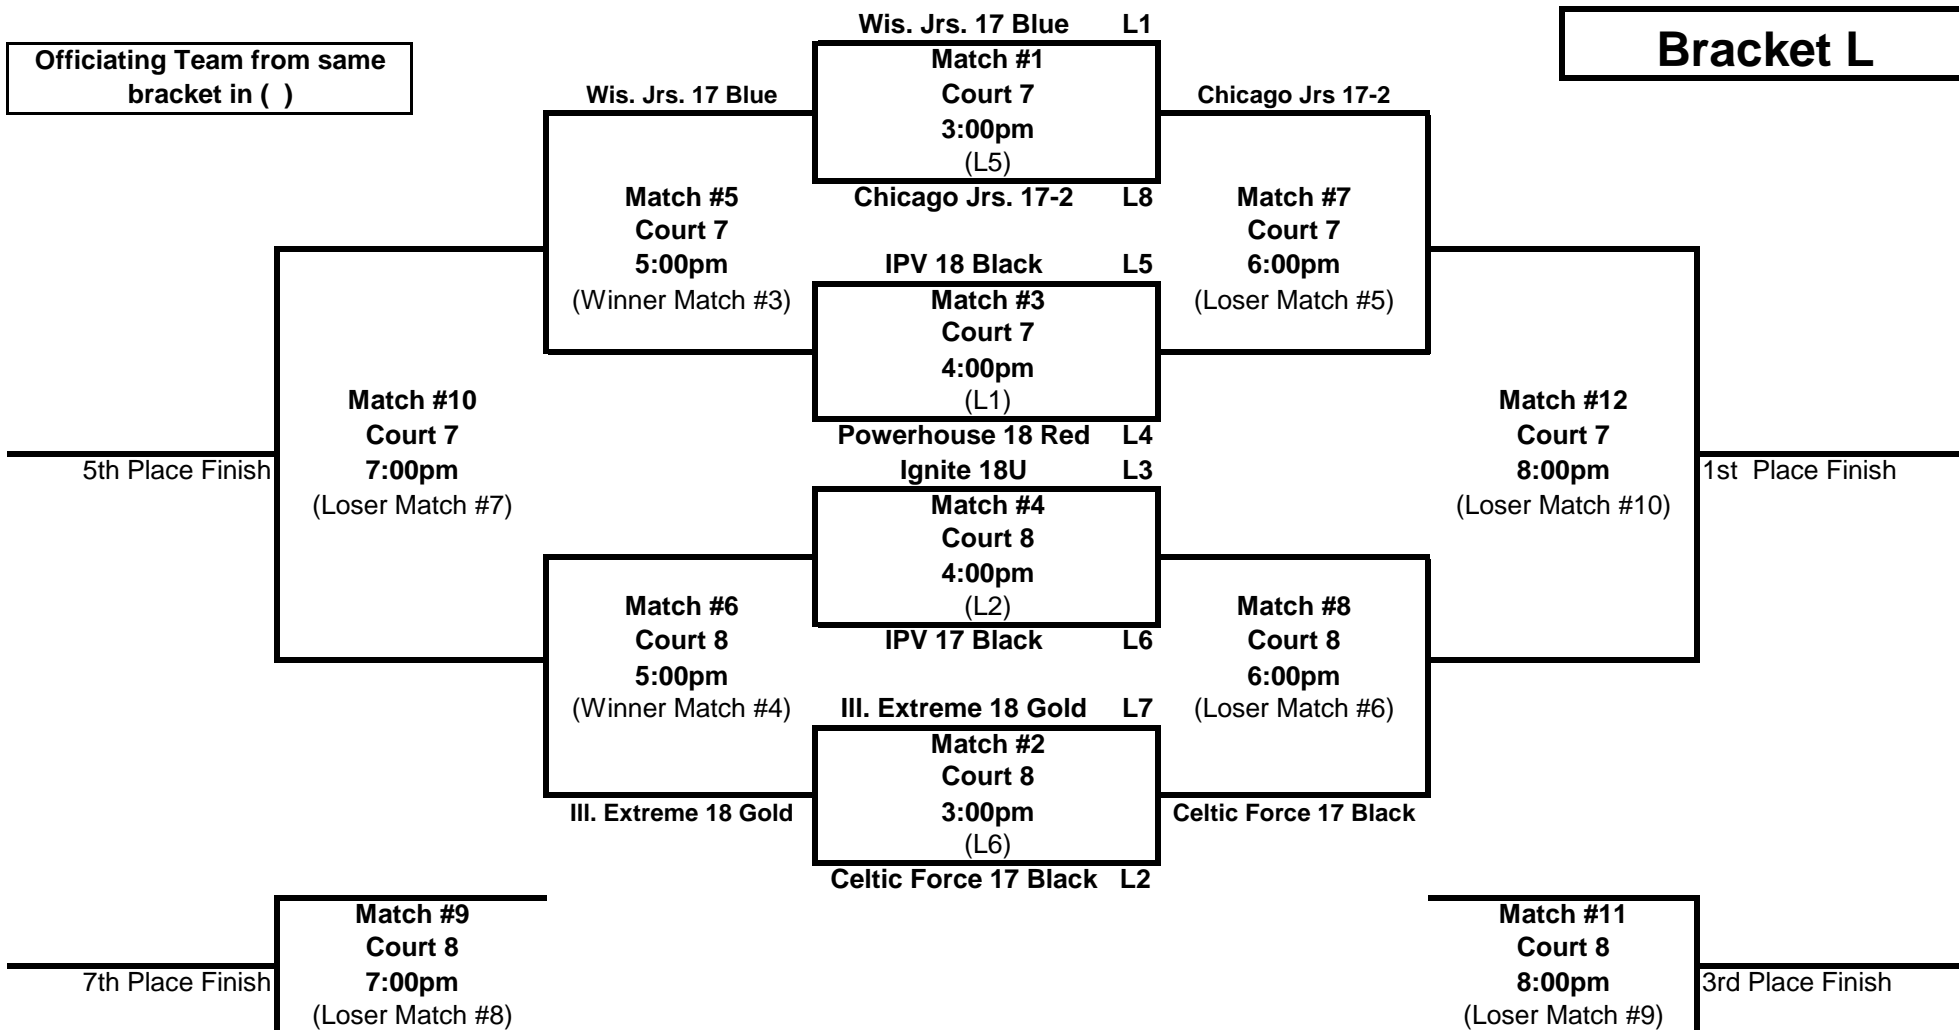 Wis. Jrs. 17 Blue L1
Officiating Team from same
bracket in ( )
Bracket L
Match #1
Court 7
3:00pm
(L5)
Wis. Jrs. 17 Blue
Chicago Jrs 17-2
Chicago Jrs. 17-2 L8
Match #5
Court 7
5:00pm
(Winner Match #3)
Match #7
Court 7
6:00pm
(Loser Match #5)
IPV 18 Black L5
Match #3
Court 7
4:00pm
(L1)
Powerhouse 18 Red L4
Match #10
Court 7
7:00pm
(Loser Match #7)
5th Place Finish
Match #12
Court 7
8:00pm
(Loser Match #10)
1st Place Finish
Ignite 18U L3
Match #4
Court 8
4:00pm
(L2)
IPV 17 Black L6
Match #6
Court 8
5:00pm
(Winner Match #4)
Match #8
Court 8
6:00pm
(Loser Match #6)
Ill. Extreme 18 Gold L7
Match #2
Court 8
3:00pm
(L6)
Ill. Extreme 18 Gold
Celtic Force 17 Black
Celtic Force 17 Black L2
Match #9
Court 8
7:00pm
(Loser Match #8)
7th Place Finish
Match #11
Court 8
8:00pm
(Loser Match #9)
3rd Place Finish